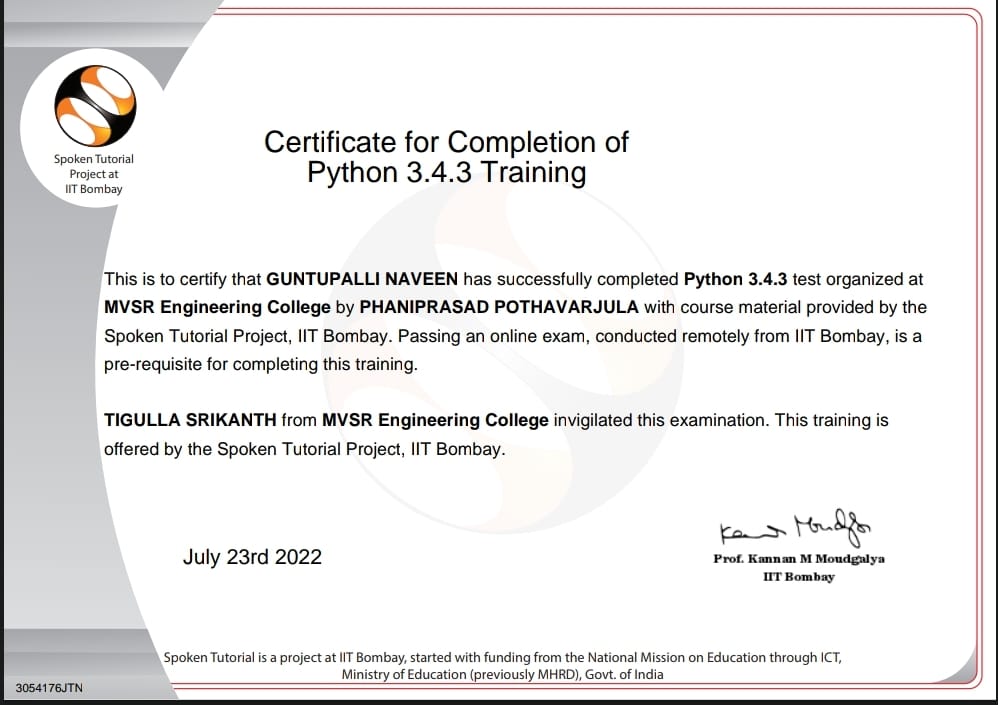 Spoken Tutorial
Project at
IIT Bombay
Certificate for Completion of
Python 3.4.3 Training
This is to certify that GUNTUPALLI NAVEEN has successfully completed Python 3.4.3 test organized at
MVSR Engineering College by PHANIPRASAD POTHAVARJULA with course material provided by the
Spoken Tutorial Project, IIT Bombay. Passing an online exam, conducted remotely from IIT Bombay, is a
pre-requisite for completing this training.
TIGULLA SRIKANTH from MVSR Engineering College invigilated this examination. This training is
offered by the Spoken Tutorial Project, IIT Bombay.
July 23rd 2022
Prof. Kannan M Moudgalya
IIT Bombay
Spoken Tutorial is a project at IIT Bombay, started with funding from the National Mission on Education through ICT,
Ministry of Education (previously MHRD), Govt. of India
3054176JTN